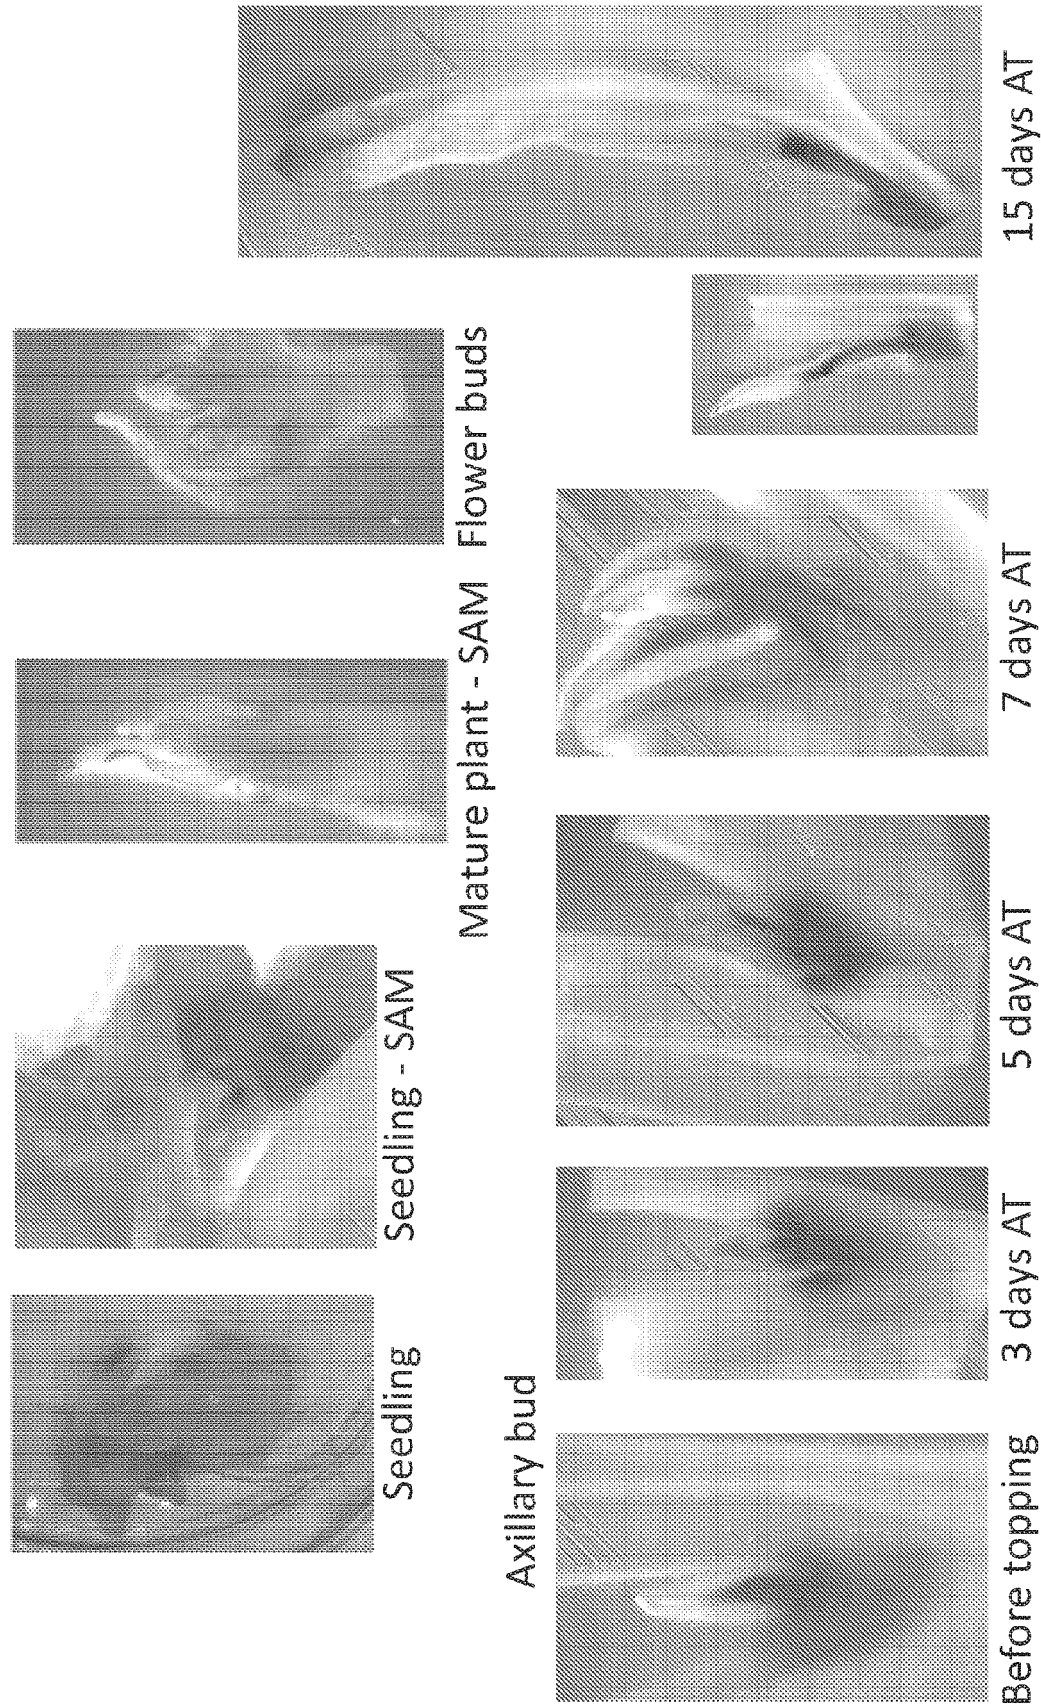 Seedling
Seedling - SAM
Mature plant - SAM
Flower buds
Axillary bud
Before topping
3 days AT
5 days AT
7 days AT
15 days AT